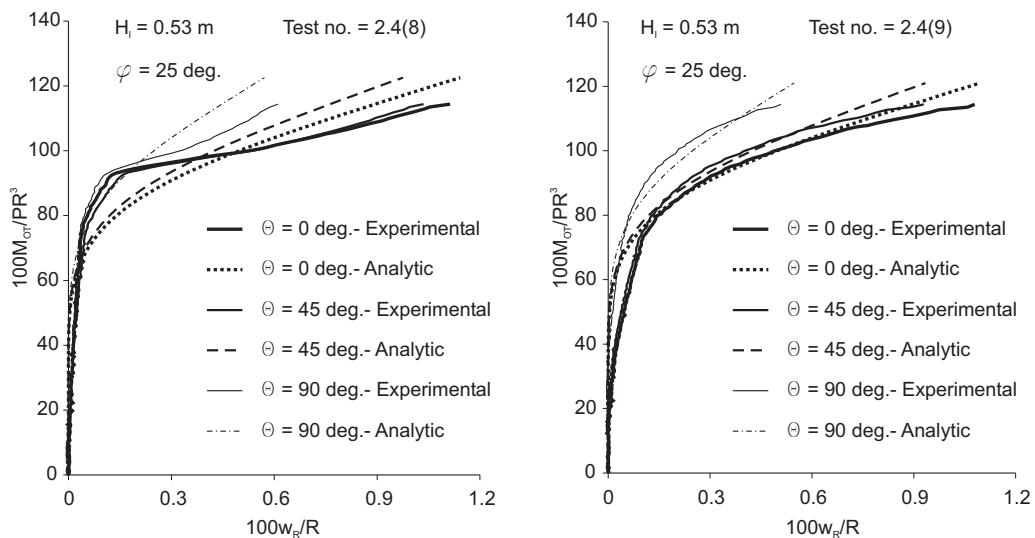 140
120
100
80
60
40
20
0
100M_OT/PR³
H_l = 0.53 m
Test no. = 2.4(8)
φ = 25 deg.
Θ = 0 deg.- Experimental
Θ = 0 deg.- Analytic
Θ = 45 deg.- Experimental
Θ = 45 deg.- Analytic
Θ = 90 deg.- Experimental
Θ = 90 deg.- Analytic
0 0.3 0.6 0.9 1.2
100w_R/R
140
120
100
80
60
40
20
0
100M_OT/PR³
H_l = 0.53 m
Test no. = 2.4(9)
φ = 25 deg.
Θ = 0 deg.- Experimental
Θ = 0 deg.- Analytic
Θ = 45 deg.- Experimental
Θ = 45 deg.- Analytic
Θ = 90 deg.- Experimental
Θ = 90 deg.- Analytic
0 0.3 0.6 0.9 1.2
100w_R/R